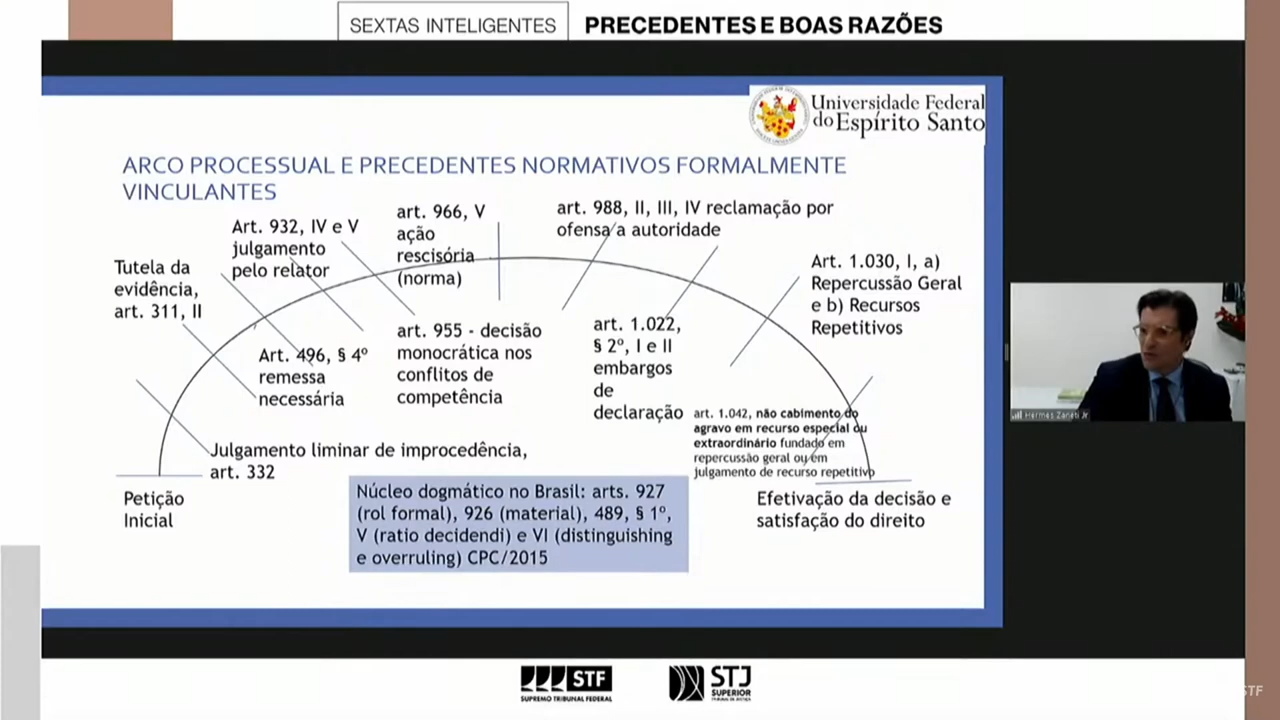 SEXTAS INTELIGENTES
PRECEDENTES E BOAS RAZÕES
Universidade Federal
do Espírito Santo
ARCO PROCESSUAL E PRECEDENTES NORMATIVOS FORMALMENTE
VINCULANTES
Petição
Inicial
Julgamento liminar de improcedência,
art. 332
Tutela da
evidência,
art. 311, II
Art. 496, § 4º
remessa
necessária
Art. 932, IV e V
julgamento
pelo relator
art. 955 - decisão
monocrática nos
conflitos de
competência
art. 966, V
ação
rescisória
(norma)
art. 988, II, III, IV reclamação por
ofensa a autoridade
art. 1.022,
§ 2º, I e II
embargos
de
declaração
Art. 1.030, I, a)
Repercussão Geral
e b) Recursos
Repetitivos
art. 1.042, não cabimento do
agravo em recurso especial ou
extraordinário fundado em
repercussão geral ou em
julgamento de recurso repetitivo
Efetivação da decisão e
satisfação do direito
Núcleo dogmático no Brasil: arts. 927
(rol formal), 926 (material), 489, § 1º,
V (ratio decidendi) e VI (distinguishing
e overruling) CPC/2015
Hermes Zaneti Jr
STF
SUPREMO TRIBUNAL FEDERAL
STJ
SUPERIOR
TRIBUNAL DE JUSTIÇA
STF